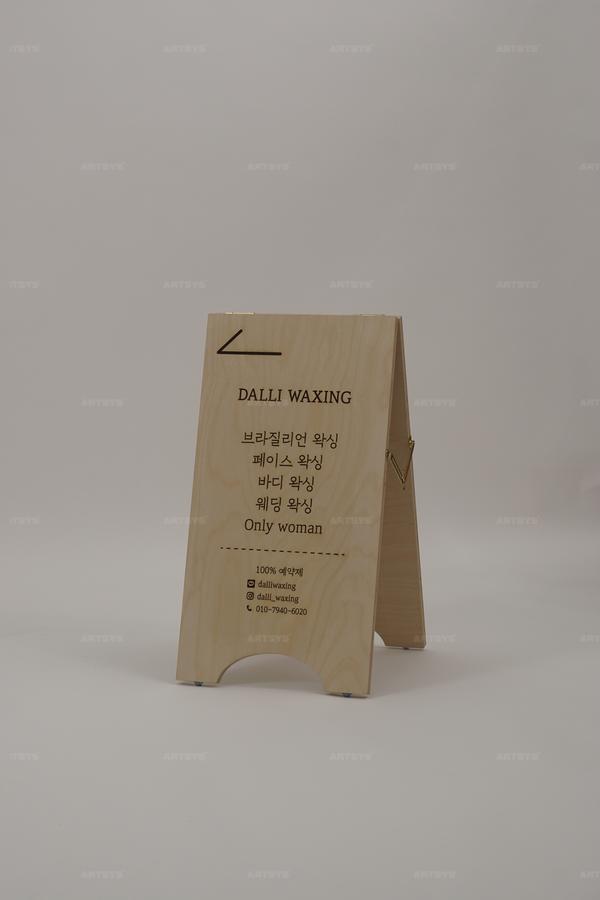 DALLI WAXING
브라질리언 왁싱
페이스 왁싱
바디 왁싱
웨딩 왁싱
Only woman
100% 예약제
dalliwaxing
dalli_waxing
010-7940-6020
ARTSYS